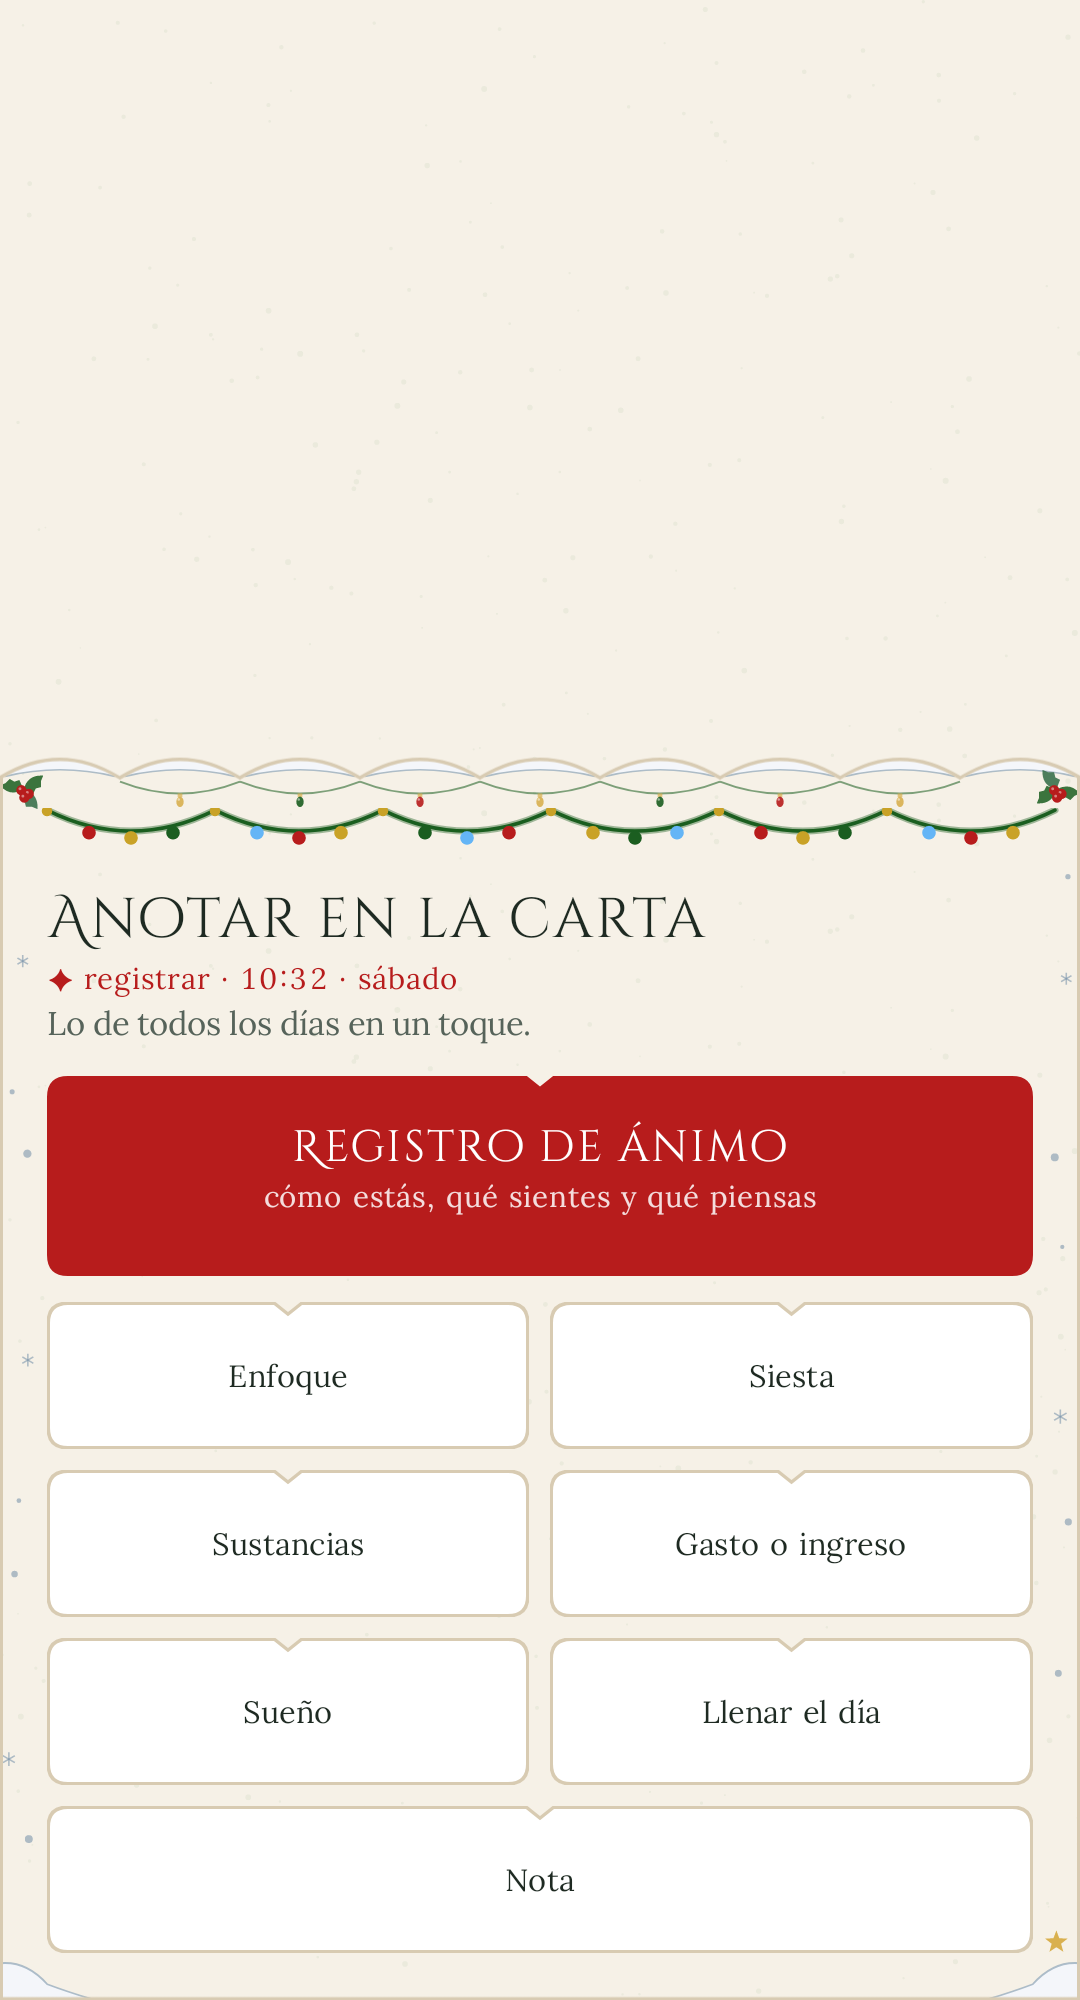 Anotar en la carta
✦ registrar · 10:32 · sábado
Lo de todos los días en un toque.
Registro de ánimo
cómo estás, qué sientes y qué piensas
Enfoque
Siesta
Sustancias
Gasto o ingreso
Sueño
Llenar el día
Nota